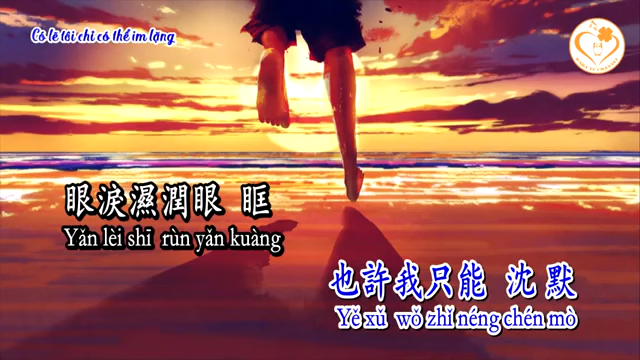 Có lẽ tôi chỉ có thể im lặng
眼淚濕潤眼 眶
Yǎn lèi shī rùn yǎn kuàng
也許我只能 沈 默
Yě xǔ wǒ zhǐ néng chén mò